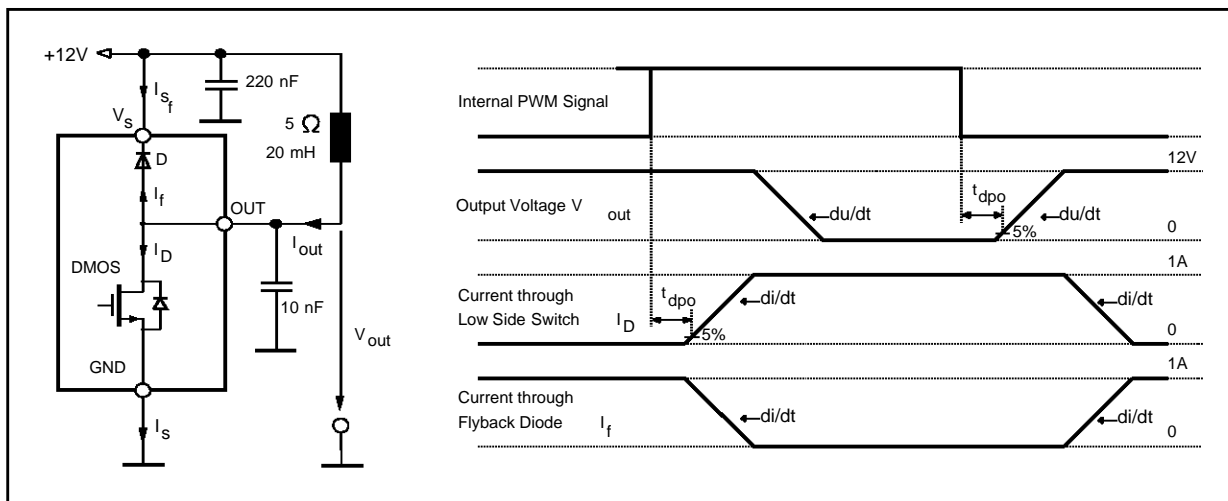 +12V
I S f
220 nF
V S
5 Ω
20 mH
D
I f
OUT
I D
I out
DMOS
10 nF
V out
GND
I s
Internal PWM Signal
12V
t dpo
Output Voltage V out
du/dt
du/dt
5%
0
1A
Current through
Low Side Switch I D
t dpo
di/dt
di/dt
5%
0
1A
Current through
Flyback Diode I f
di/dt
di/dt
0